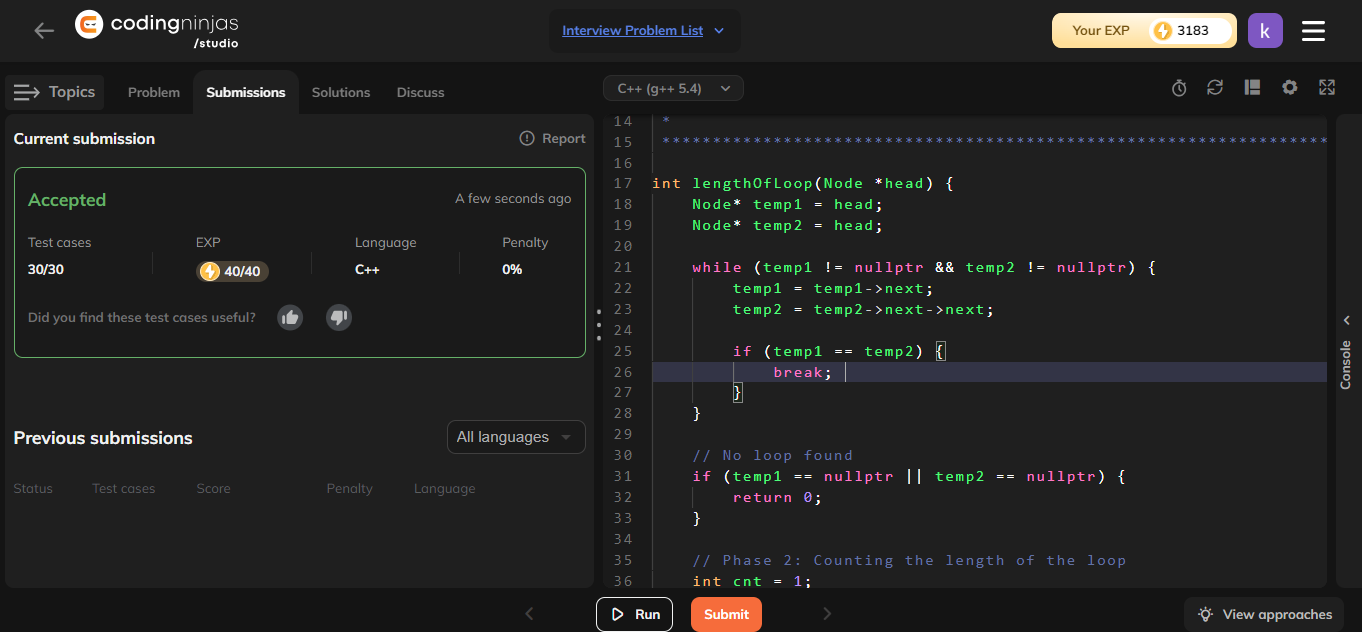 codingninjas
/studio
Interview Problem List
Your EXP
3183
k
Topics
Problem
Submissions
Solutions
Discuss
C++ (g++ 5.4)
Current submission
Report
Accepted
A few seconds ago
Test cases
EXP
Language
Penalty
30/30
40/40
C++
0%
Did you find these test cases useful?
Previous submissions
All languages
Status
Test cases
Score
Penalty
Language
14 *
15 ******************************************************************
16
17 int lengthOfLoop(Node *head) {
18 Node* temp1 = head;
19 Node* temp2 = head;
20
21 while (temp1 != nullptr && temp2 != nullptr) {
22 temp1 = temp1->next;
23 temp2 = temp2->next->next;
24
25 if (temp1 == temp2) {
26 break;
27 }
28 }
29
30 // No loop found
31 if (temp1 == nullptr || temp2 == nullptr) {
32 return 0;
33 }
34
35 // Phase 2: Counting the length of the loop
36 int cnt = 1;
Console
Run
Submit
View approaches